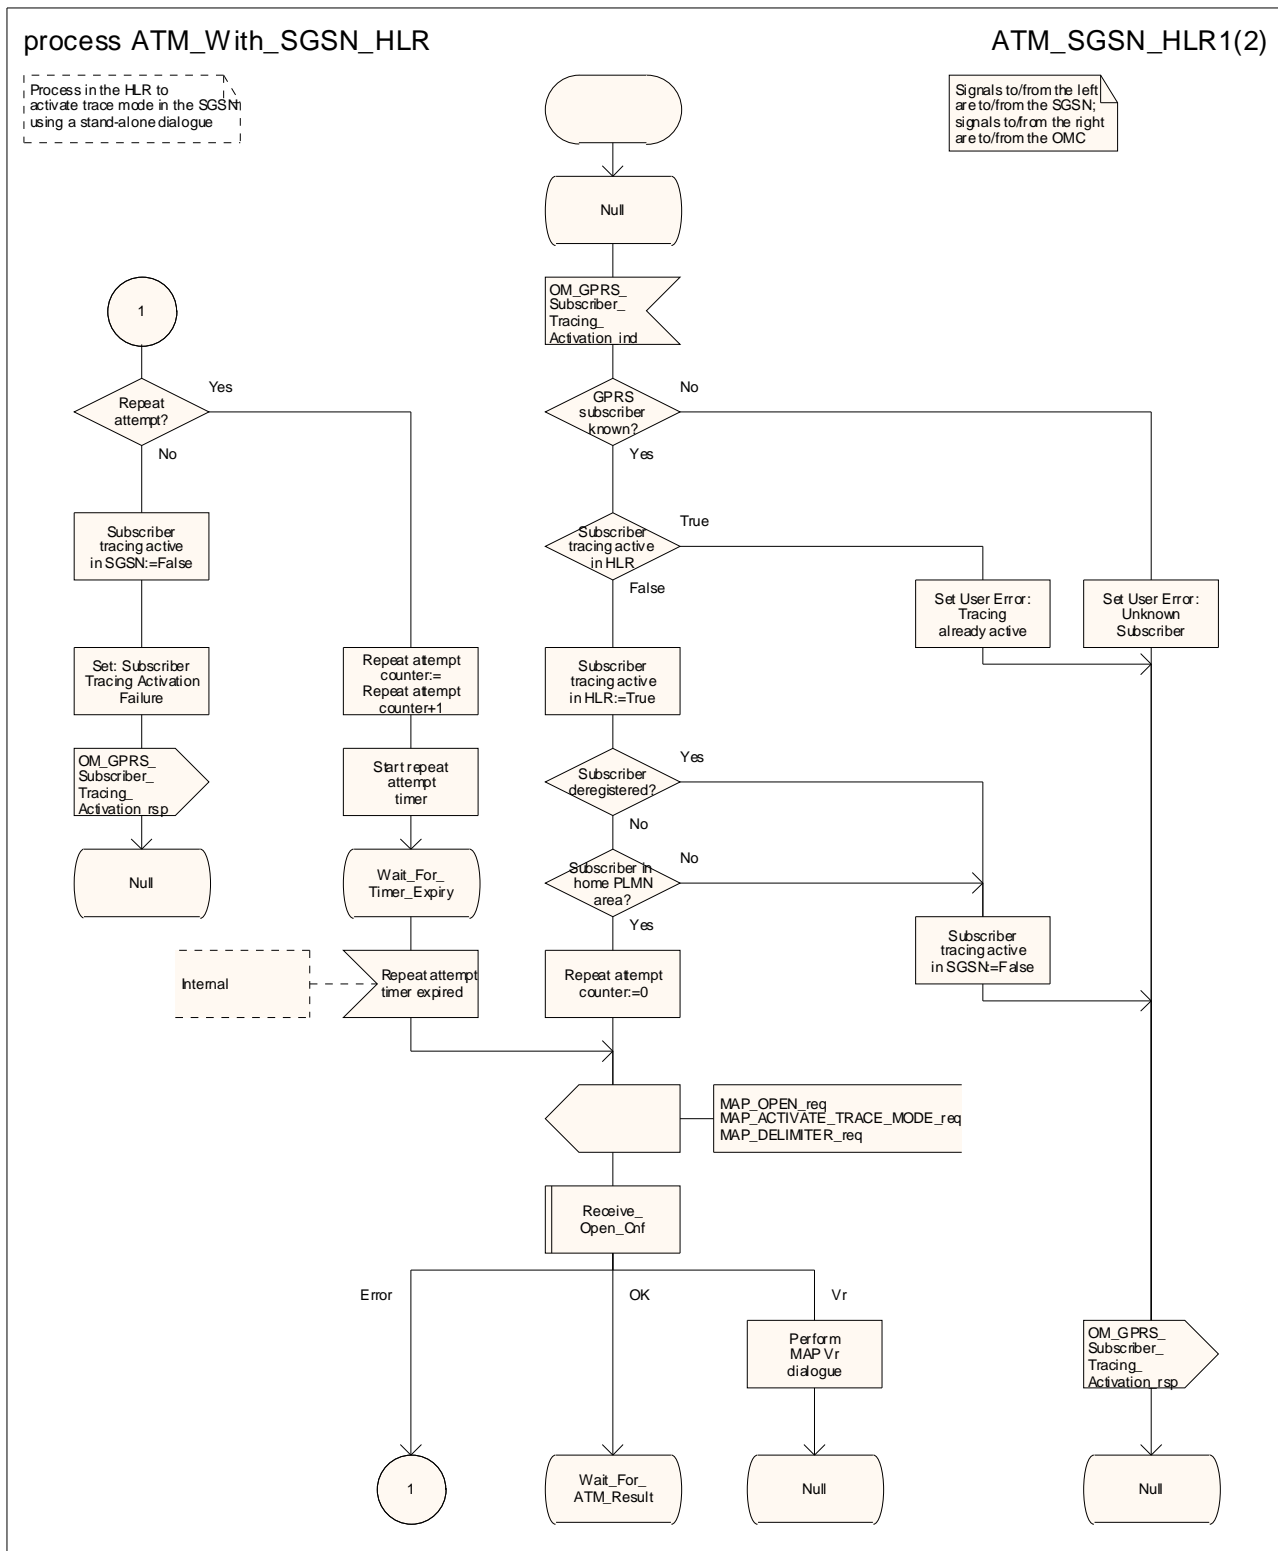 process ATM_With_SGSN_HLR
ATM_SGSN_HLR1(2)
Process in the HLR to
activate trace mode in the SGSN
using a stand-alone dialogue
Signals to/from the left
are to/from the SGSN;
signals to/from the right
are to/from the OMC
Null
OM_GPRS_
Subscriber_
Tracing_
Activation_ind
1
Yes
Repeat
attempt?
No
No
GPRS
subscriber
known?
Yes
Subscriber
tracing active
in SGSN:=False
True
Subscriber
tracing active
in HLR
False
Set User Error:
Tracing
already active
Set User Error:
Unknown
Subscriber
Set: Subscriber
Tracing Activation
Failure
Repeat attempt
counter:=
Repeat attempt
counter+1
Subscriber
tracing active
in HLR:=True
OM_GPRS_
Subscriber_
Tracing_
Activation_rsp
Start repeat
attempt
timer
Yes
Subscriber
deregistered?
No
Null
Wait_For_
Timer_Expiry
No
Subscriber in
home PLMN
area?
Yes
Subscriber
tracing active
in SGSN:=False
Internal
Repeat attempt
timer expired
Repeat attempt
counter:=0
MAP_OPEN_req
MAP_ACTIVATE_TRACE_MODE_req
MAP_DELIMITER_req
Receive_
Open_Cnf
Error
OK
Vr
Perform
MAP Vr
dialogue
OM_GPRS_
Subscriber_
Tracing_
Activation_rsp
1
Wait_For_
ATM_Result
Null
Null